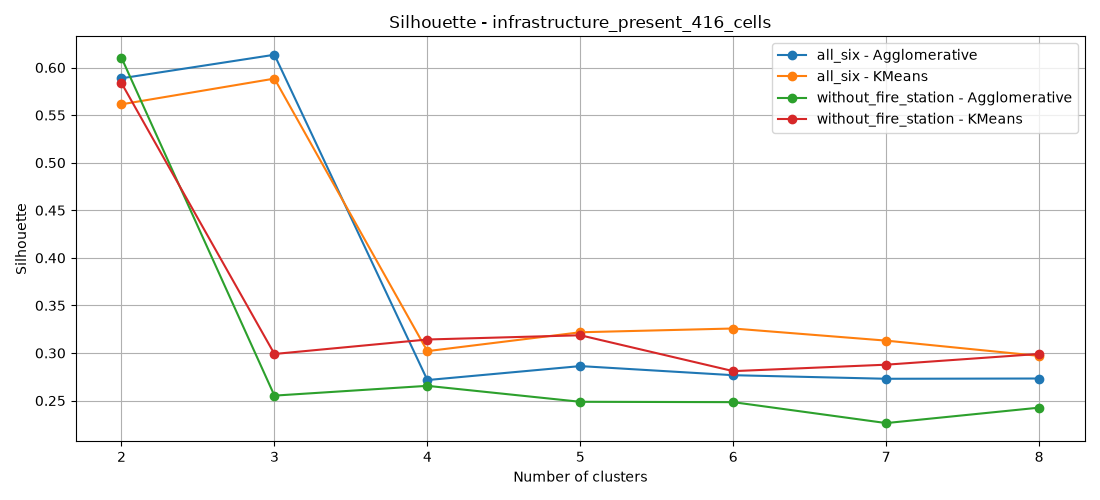 Silhouette - infrastructure_present_416_cells
all_six - Agglomerative
all_six - KMeans
without_fire_station - Agglomerative
without_fire_station - KMeans
0.60
0.55
0.50
0.45
0.40
0.35
0.30
0.25
Silhouette
2 3 4 5 6 7 8
Number of clusters